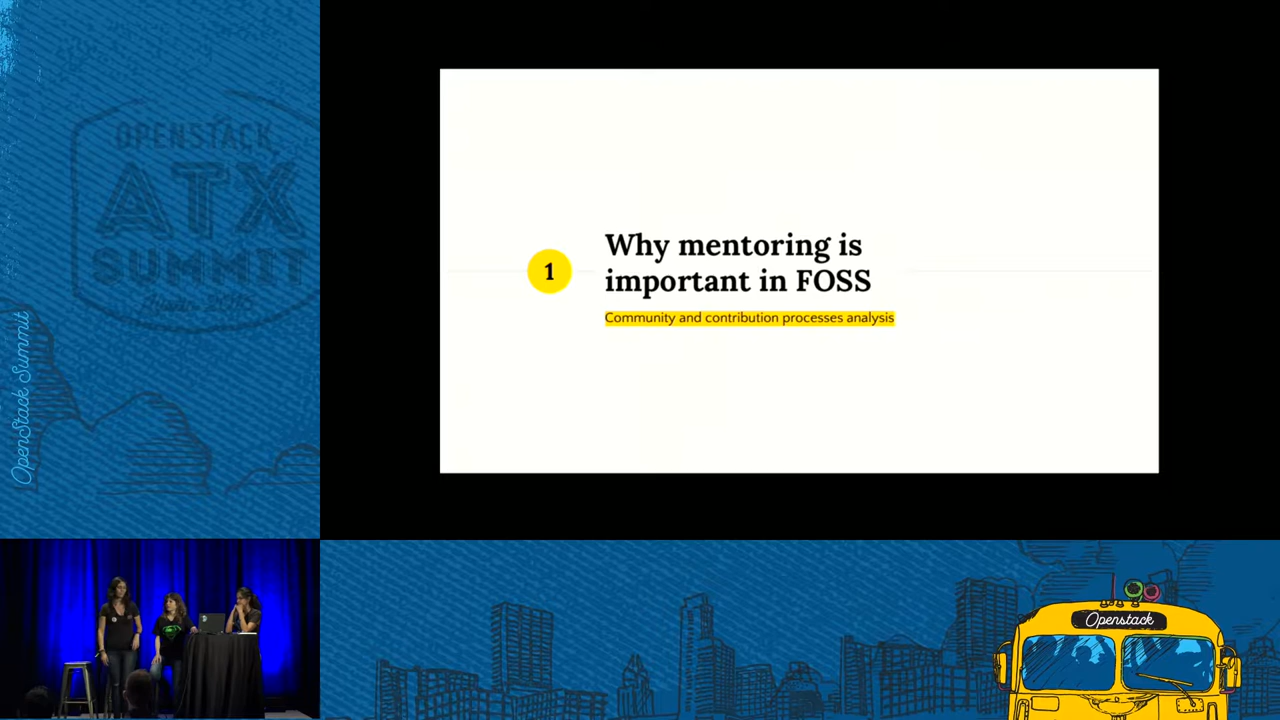 OPENSTACK
ATX
SUMMIT
OpenStack Summit
1
Why mentoring is
important in FOSS
Community and contribution processes analysis
Openstack